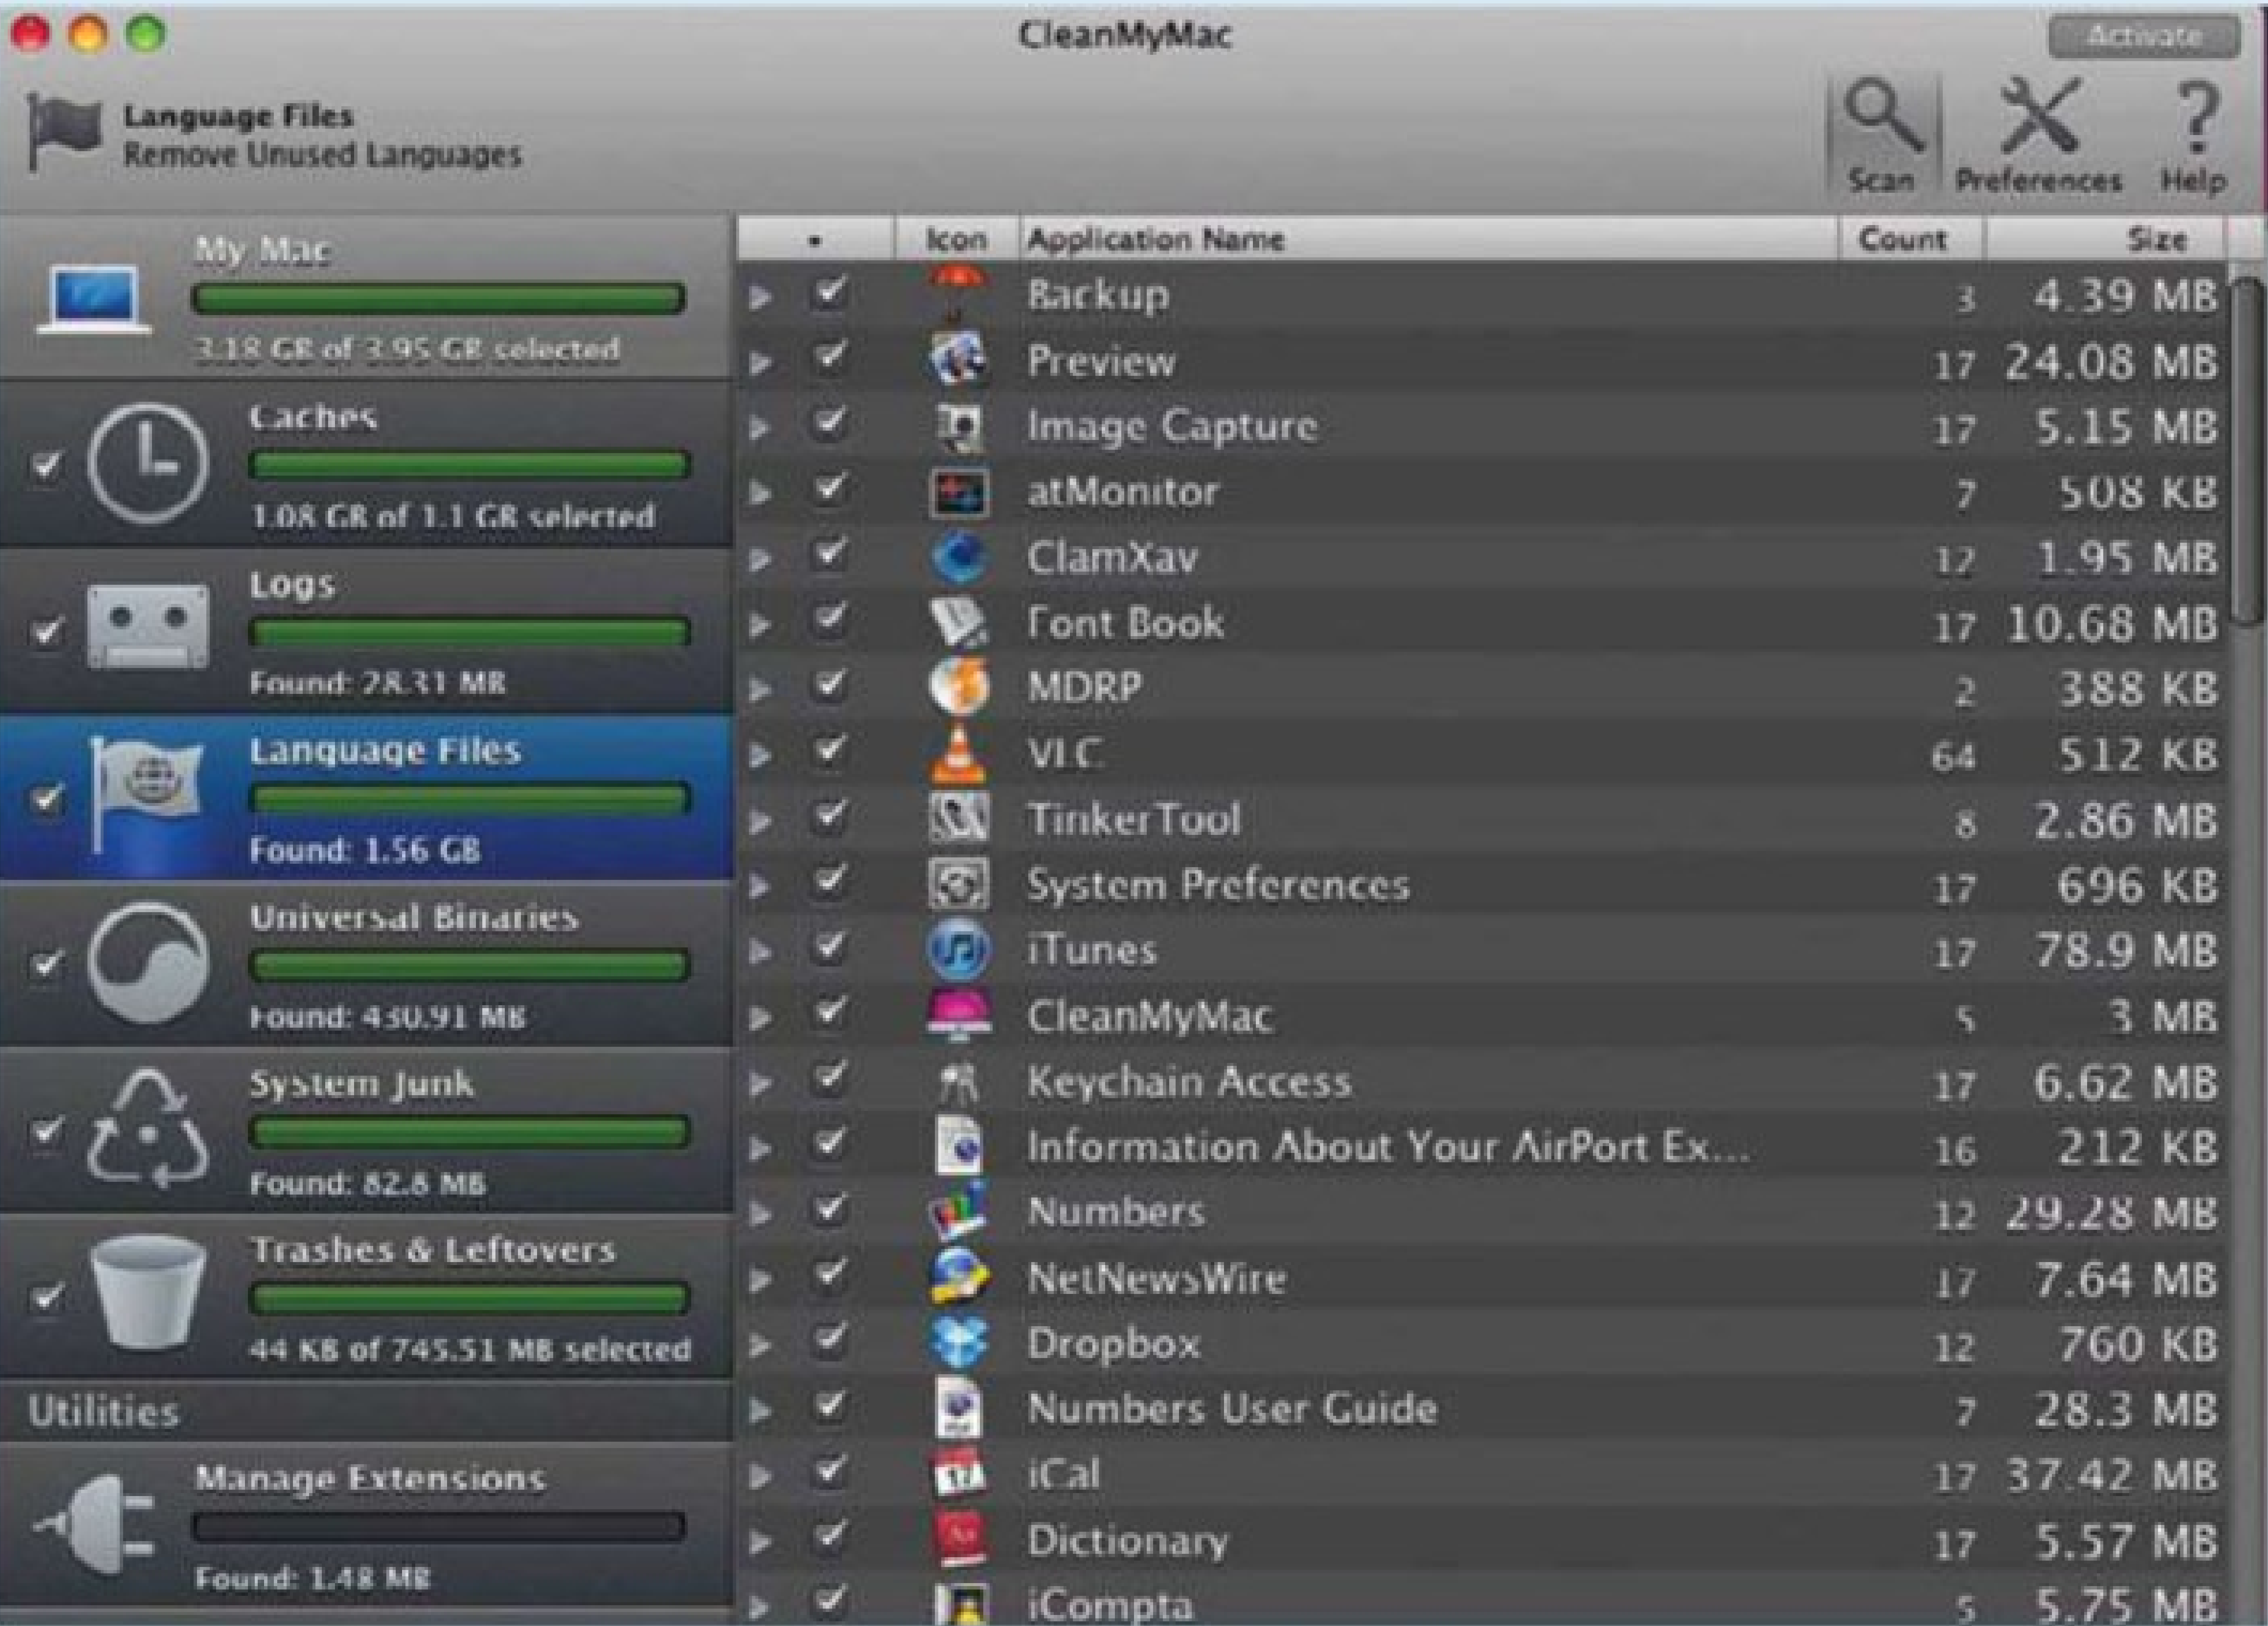 CleanMyMac
Activate
Language Files
Remove Unused Languages
Scan
Preferences
Help
My Mac
3.18 GB of 3.95 GB selected
Caches
1.08 GB of 1.1 GB selected
Logs
Found: 28.31 MB
Language Files
Found: 1.56 GB
Universal Binaries
Found: 430.91 MB
System Junk
Found: 82.8 MB
Trashes & Leftovers
44 KB of 745.51 MB selected
Utilities
Manage Extensions
Found: 1.48 MB
Icon Application Name Count Size
Backup 3 4.39 MB
Preview 17 24.08 MB
Image Capture 17 5.15 MB
atMonitor 7 508 KB
ClamXav 12 1.95 MB
Font Book 17 10.68 MB
MDRP 2 388 KB
VLC 64 512 KB
TinkerTool 8 2.86 MB
System Preferences 17 696 KB
iTunes 17 78.9 MB
CleanMyMac 5 3 MB
Keychain Access 17 6.62 MB
Information About Your AirPort Ex... 16 212 KB
Numbers 12 29.28 MB
NetNewsWire 17 7.64 MB
Dropbox 12 760 KB
Numbers User Guide 7 28.3 MB
iCal 17 37.42 MB
Dictionary 17 5.57 MB
iCompta 5 5.75 MB